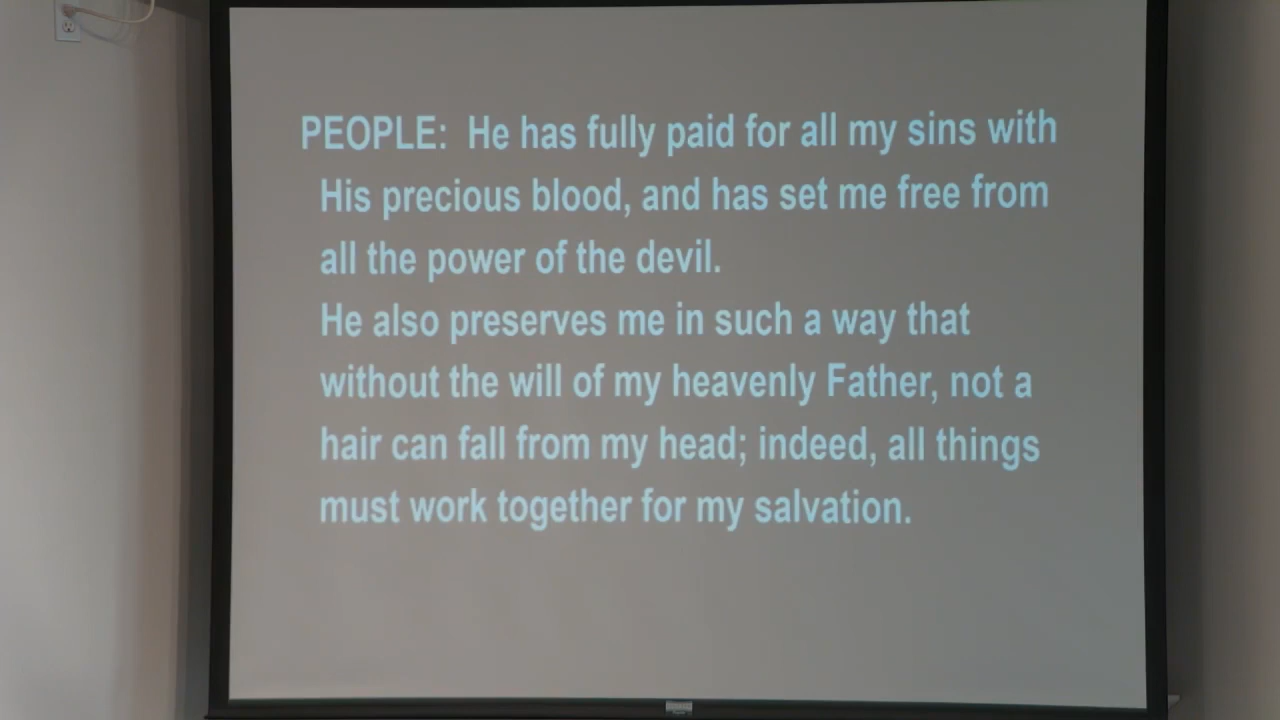 PEOPLE: He has fully paid for all my sins with
His precious blood, and has set me free from
all the power of the devil.
He also preserves me in such a way that
without the will of my heavenly Father, not a
hair can fall from my head; indeed, all things
must work together for my salvation.